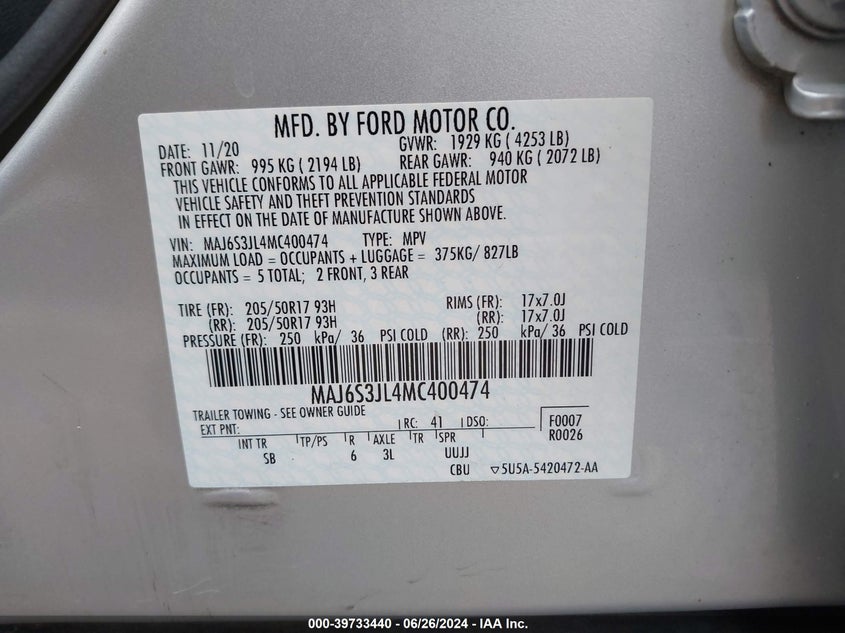 MFD. BY FORD MOTOR CO.
DATE: 11/20 GVWR: 1929 KG ( 4253 LB)
FRONT GAWR: 995 KG ( 2194 LB) REAR GAWR: 940 KG ( 2072 LB)
THIS VEHICLE CONFORMS TO ALL APPLICABLE FEDERAL MOTOR
VEHICLE SAFETY AND THEFT PREVENTION STANDARDS
IN EFFECT ON THE DATE OF MANUFACTURE SHOWN ABOVE.
VIN: MAJ6S3JL4MC400474 TYPE: MPV
MAXIMUM LOAD = OCCUPANTS + LUGGAGE = 375KG/ 827LB
OCCUPANTS = 5 TOTAL; 2 FRONT, 3 REAR
TIRE (FR): 205/50R17 93H RIMS (FR): 17x7.0J
(RR): 205/50R17 93H (RR): 17x7.0J
PRESSURE (FR): 250 kPa/ 36 PSI COLD (RR): 250 kPa/ 36 PSI COLD
MAJ6S3JL4MC400474
TRAILER TOWING - SEE OWNER GUIDE
EXT PNT: RC: 41 DSO: F0007
R0026
INT TR TP/PS R AXLE TR SPR
SB 6 3L UUJJ
CBU ▽5U5A-5420472-AA
000-39733440 - 06/26/2024 - IAA Inc.